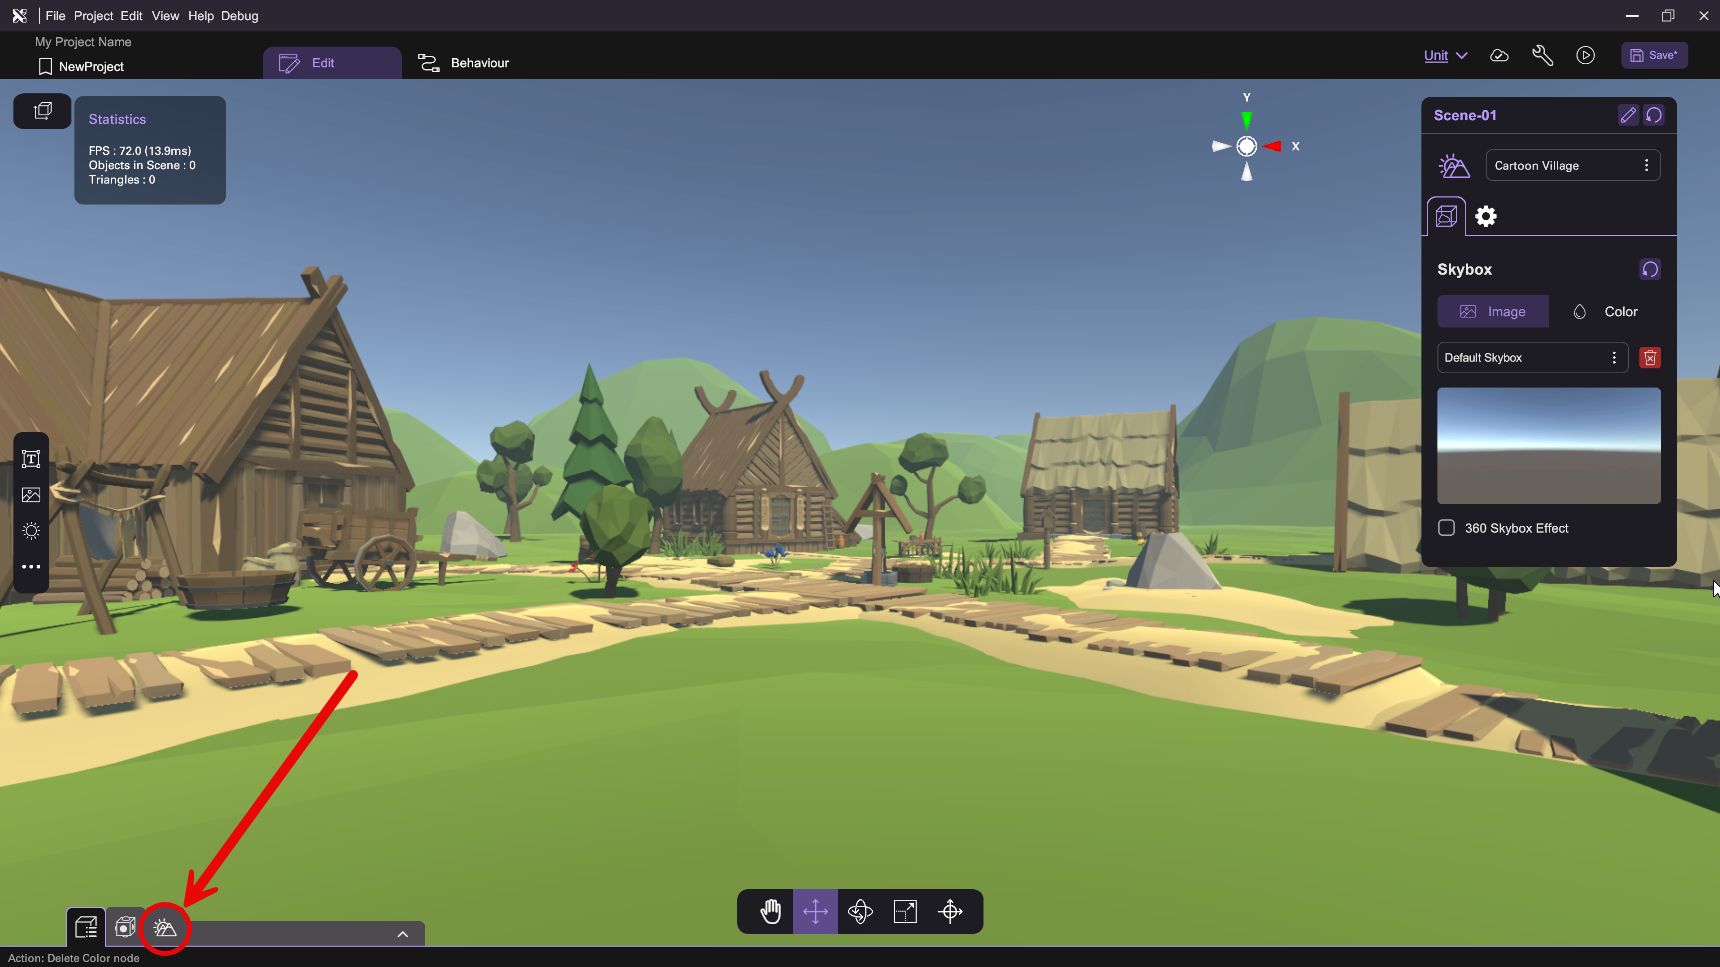 File Project Edit View Help Debug
My Project Name
NewProject
Edit
Behaviour
Unit
Save*
Statistics
FPS : 72.0 (13.9ms)
Objects in Scene : 0
Triangles : 0
Y
X
Scene-01
Cartoon Village
Skybox
Image
Color
Default Skybox
360 Skybox Effect
Action: Delete Color node